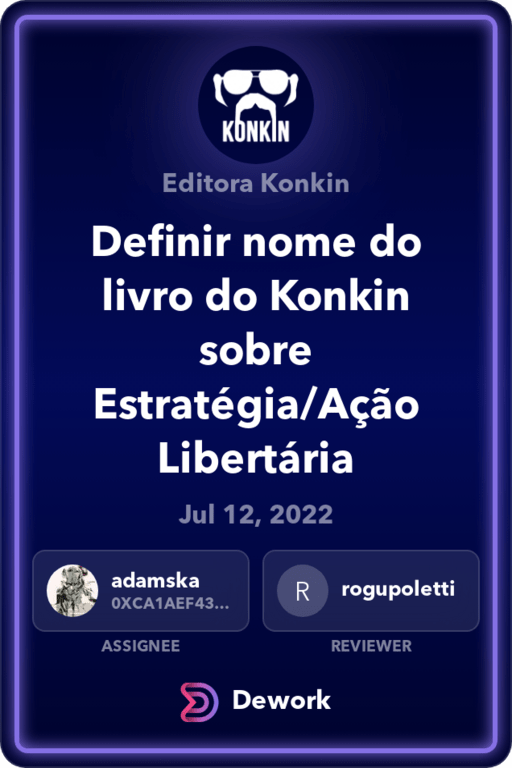 KONKIN
Editora Konkin
Definir nome do
livro do Konkin
sobre
Estratégia/Ação
Libertária
Jul 12, 2022
adamska
0XCA1AEF43...
R
rogupoletti
ASSIGNEE
REVIEWER
Dework